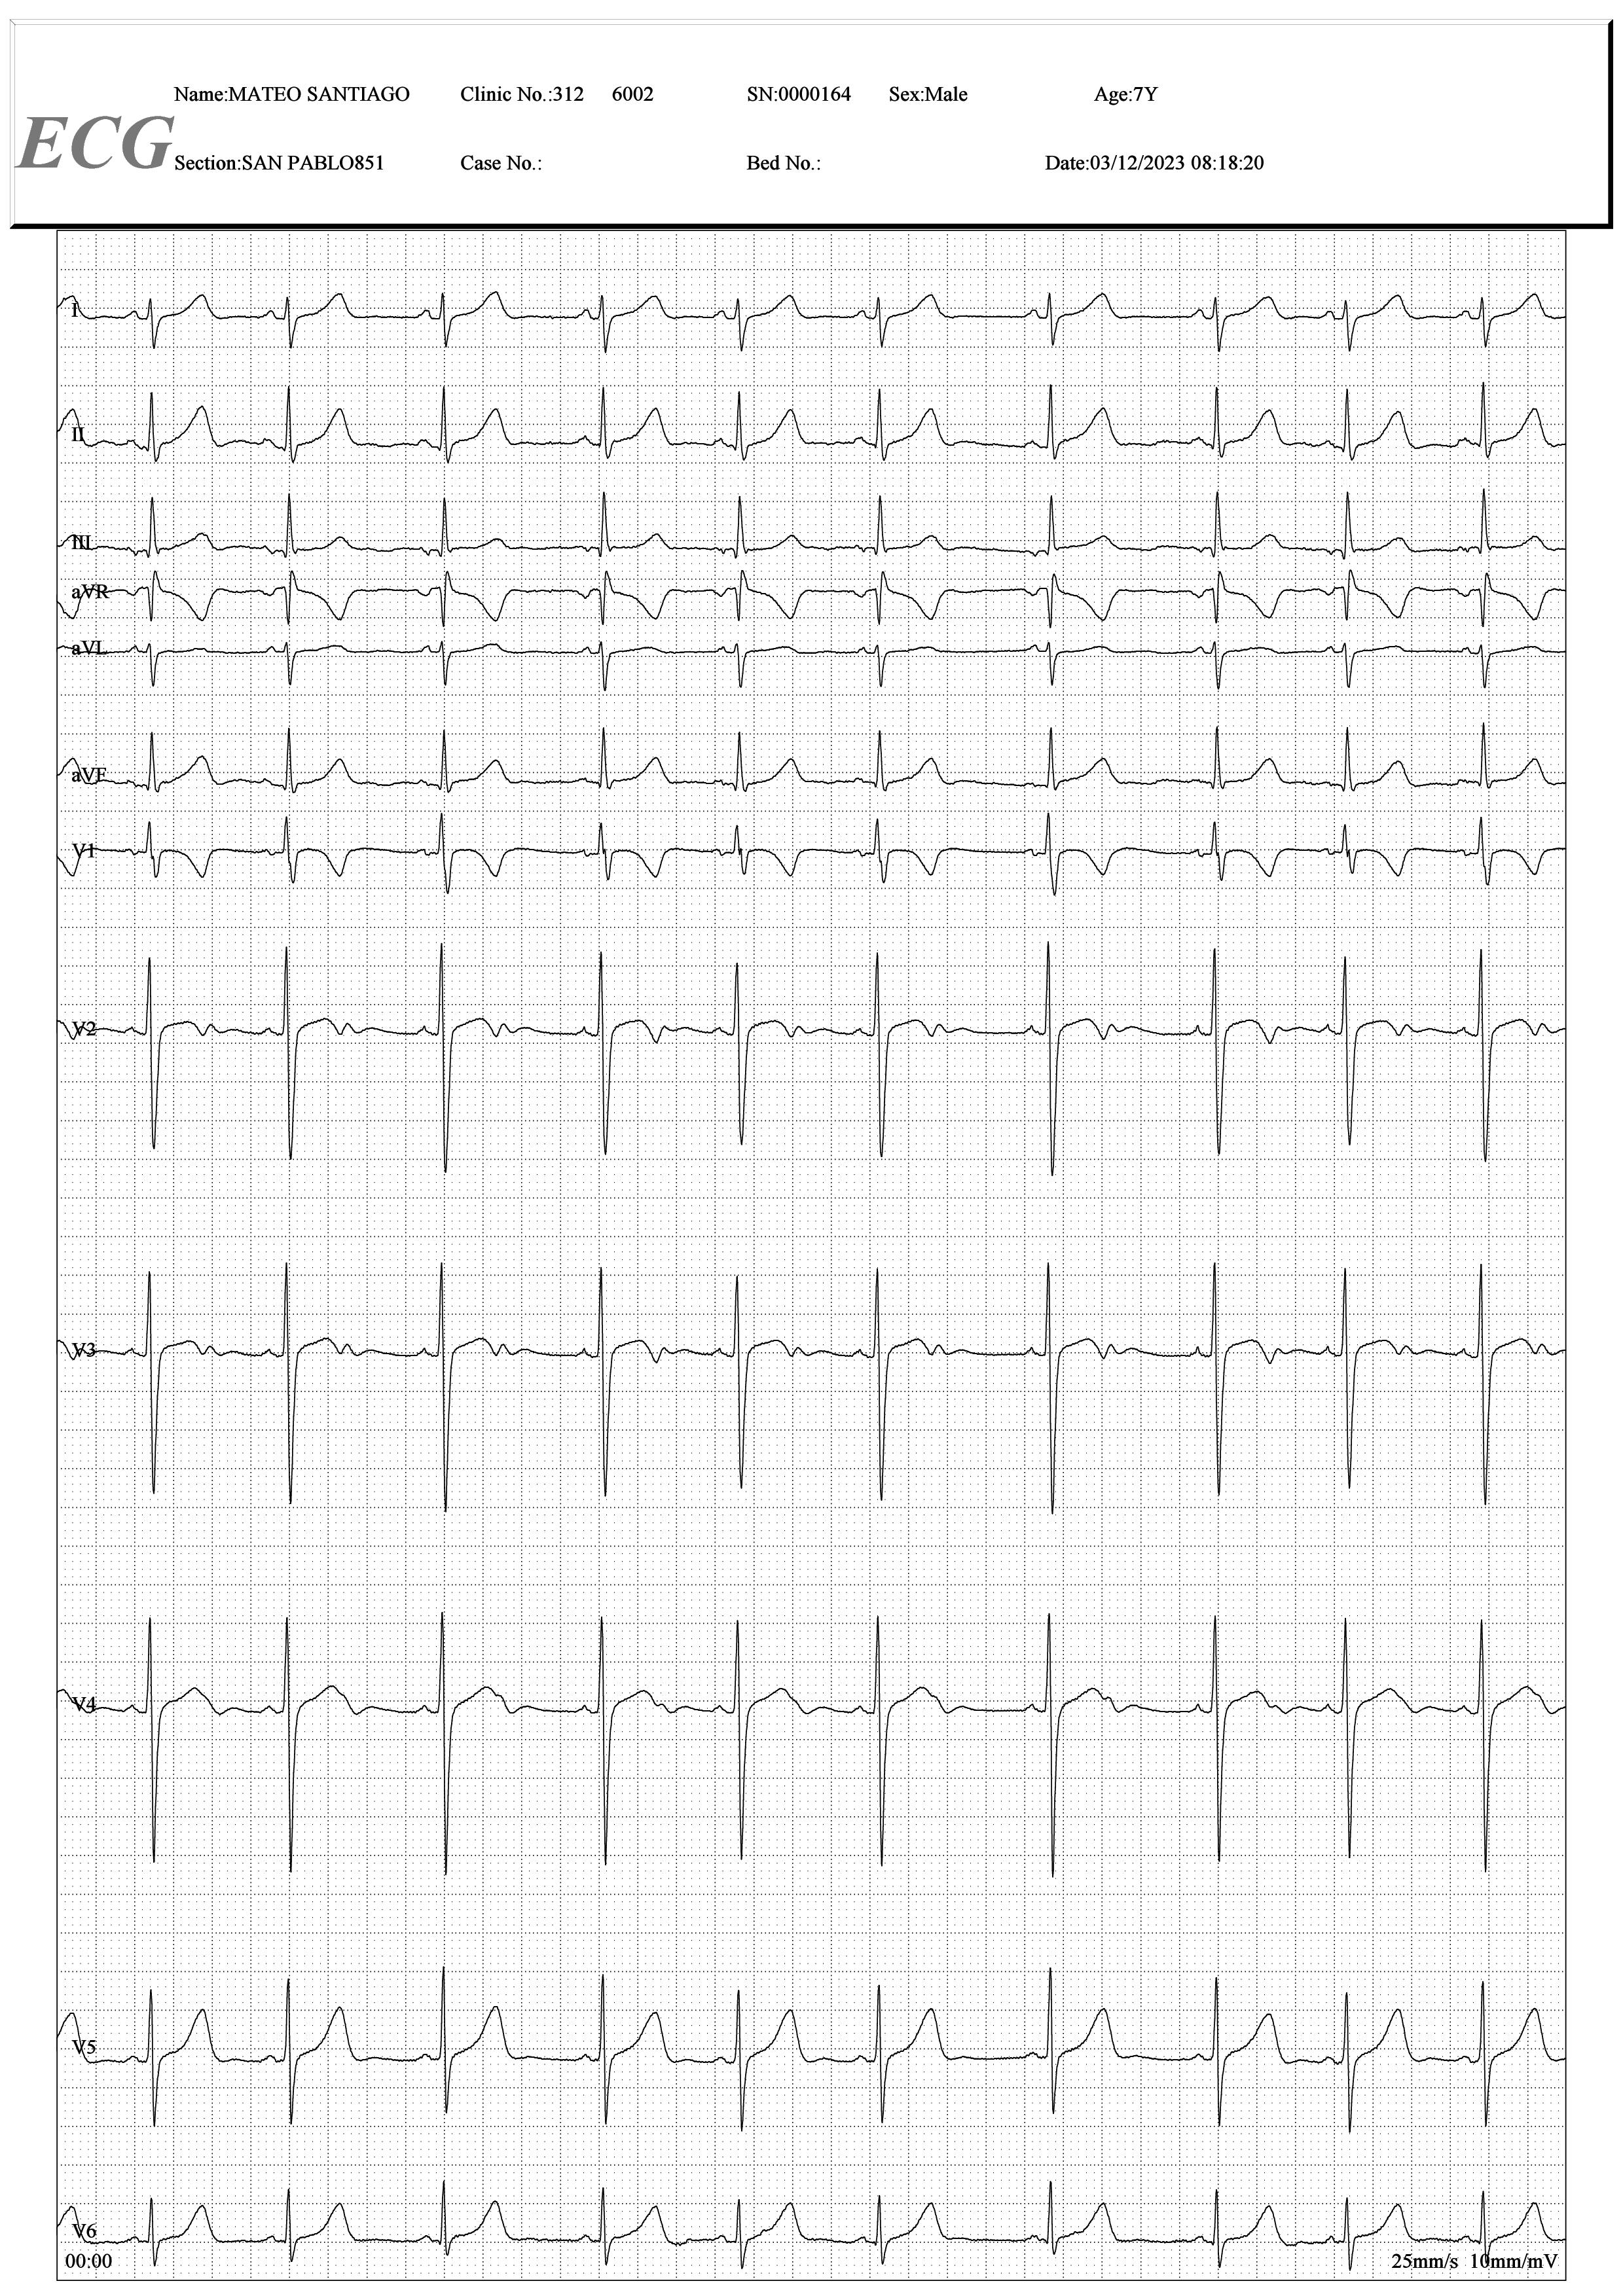 Name:MATEO SANTIAGO Clinic No.:312 6002 SN:0000164 Sex:Male Age:7Y
ECG
Section:SAN PABLO851 Case No.: Bed No.: Date:03/12/2023 08:18:20
I
II
III
aVR
aVL
aVF
V1
V2
V3
V4
V5
V6
00:00 25mm/s 10mm/mV